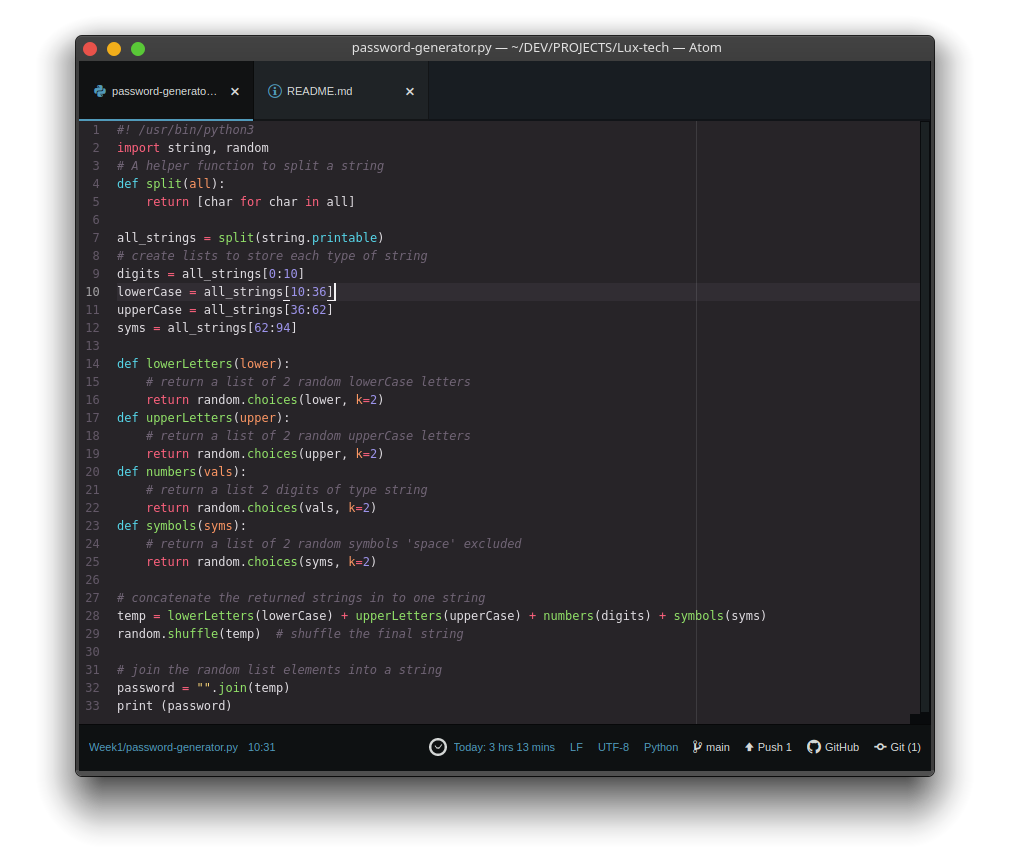 password-generator.py — ~/DEV/PROJECTS/Lux-tech — Atom
password-generato… ×
README.md ×
1 #! /usr/bin/python3
2 import string, random
3 # A helper function to split a string
4 def split(all):
5     return [char for char in all]
6
7 all_strings = split(string.printable)
8 # create lists to store each type of string
9 digits = all_strings[0:10]
10 lowerCase = all_strings[10:36]
11 upperCase = all_strings[36:62]
12 syms = all_strings[62:94]
13
14 def lowerLetters(lower):
15     # return a list of 2 random lowerCase letters
16     return random.choices(lower, k=2)
17 def upperLetters(upper):
18     # return a list of 2 random upperCase letters
19     return random.choices(upper, k=2)
20 def numbers(vals):
21     # return a list 2 digits of type string
22     return random.choices(vals, k=2)
23 def symbols(syms):
24     # return a list of 2 random symbols 'space' excluded
25     return random.choices(syms, k=2)
26
27 # concatenate the returned strings in to one string
28 temp = lowerLetters(lowerCase) + upperLetters(upperCase) + numbers(digits) + symbols(syms)
29 random.shuffle(temp)  # shuffle the final string
30
31 # join the random list elements into a string
32 password = "".join(temp)
33 print (password)
Week1/password-generator.py 10:31 Today: 3 hrs 13 mins LF UTF-8 Python main Push 1 GitHub Git (1)